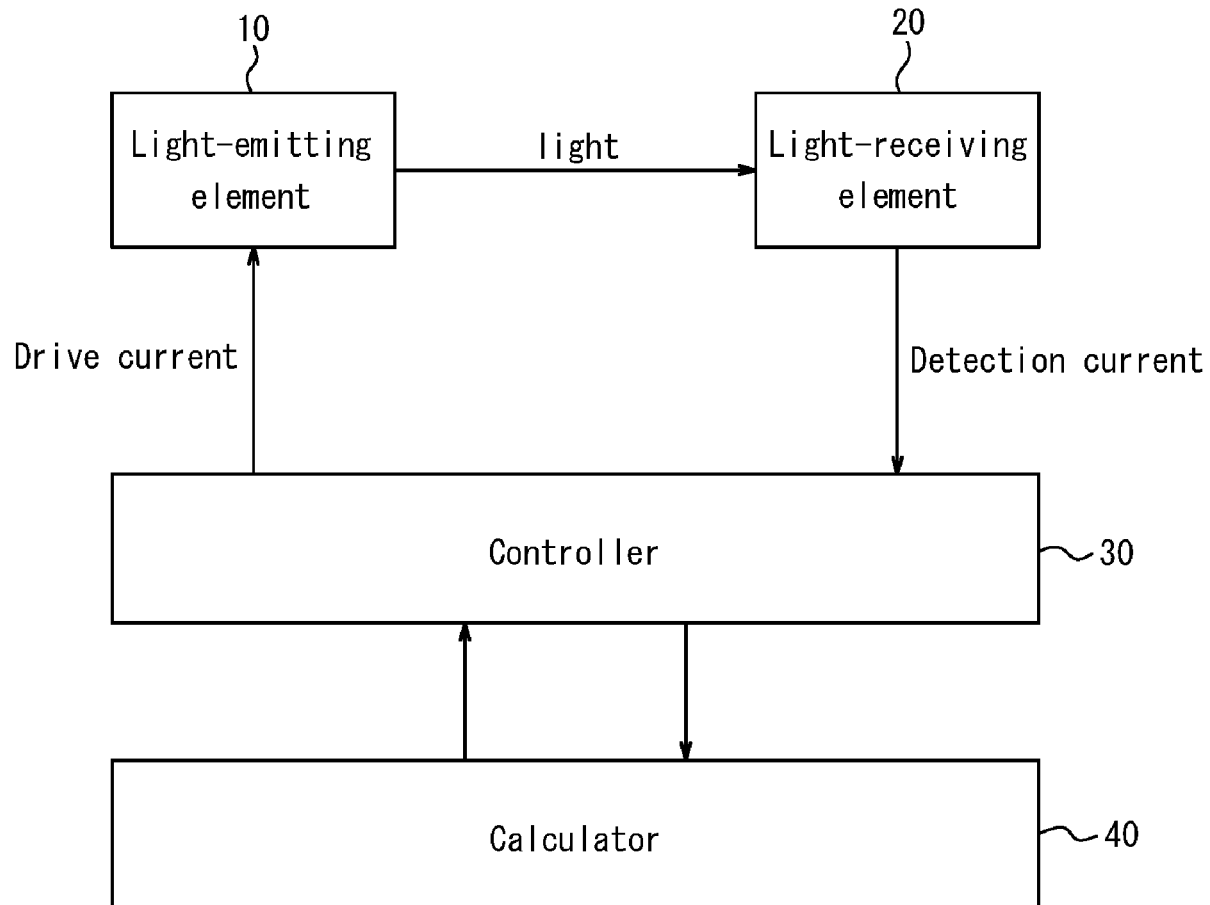 10
20
Light-emitting
element
light
Light-receiving
element
Drive current
Detection current
Controller
30
Calculator
40